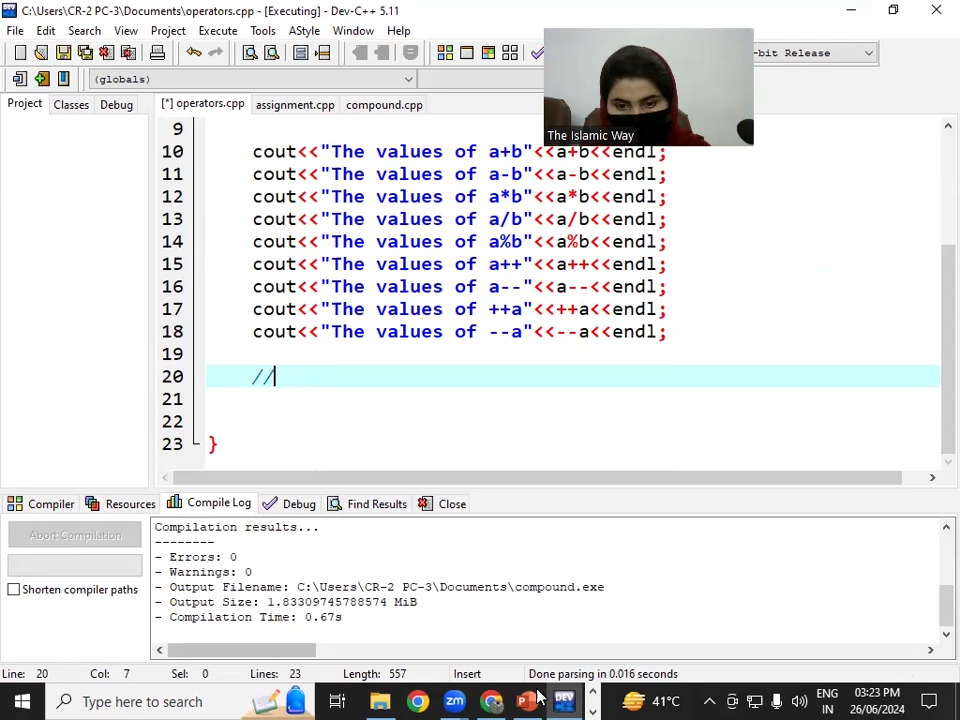 C:\Users\CR-2 PC-3\Documents\operators.cpp - [Executing] - Dev-C++ 5.11
File Edit Search View Project Execute Tools AStyle Window Help
-bit Release
(globals)
Project Classes Debug
[*] operators.cpp assignment.cpp compound.cpp
The Islamic Way
9
10 cout<<"The values of a+b"<<a+b<<endl;
11 cout<<"The values of a-b"<<a-b<<endl;
12 cout<<"The values of a*b"<<a*b<<endl;
13 cout<<"The values of a/b"<<a/b<<endl;
14 cout<<"The values of a%b"<<a%b<<endl;
15 cout<<"The values of a++"<<a++<<endl;
16 cout<<"The values of a--"<<a--<<endl;
17 cout<<"The values of ++a"<<++a<<endl;
18 cout<<"The values of --a"<<--a<<endl;
19
20 //
21
22
23 }
Compiler Resources Compile Log Debug Find Results Close
Abort Compilation
Shorten compiler paths
Compilation results...
--------
- Errors: 0
- Warnings: 0
- Output Filename: C:\Users\CR-2 PC-3\Documents\compound.exe
- Output Size: 1.83309745788574 MiB
- Compilation Time: 0.67s
Line: 20 Col: 7 Sel: 0 Lines: 23 Length: 557 Insert Done parsing in 0.016 seconds
Type here to search
zm
DEV
41°C
ENG
IN
03:23 PM
26/06/2024